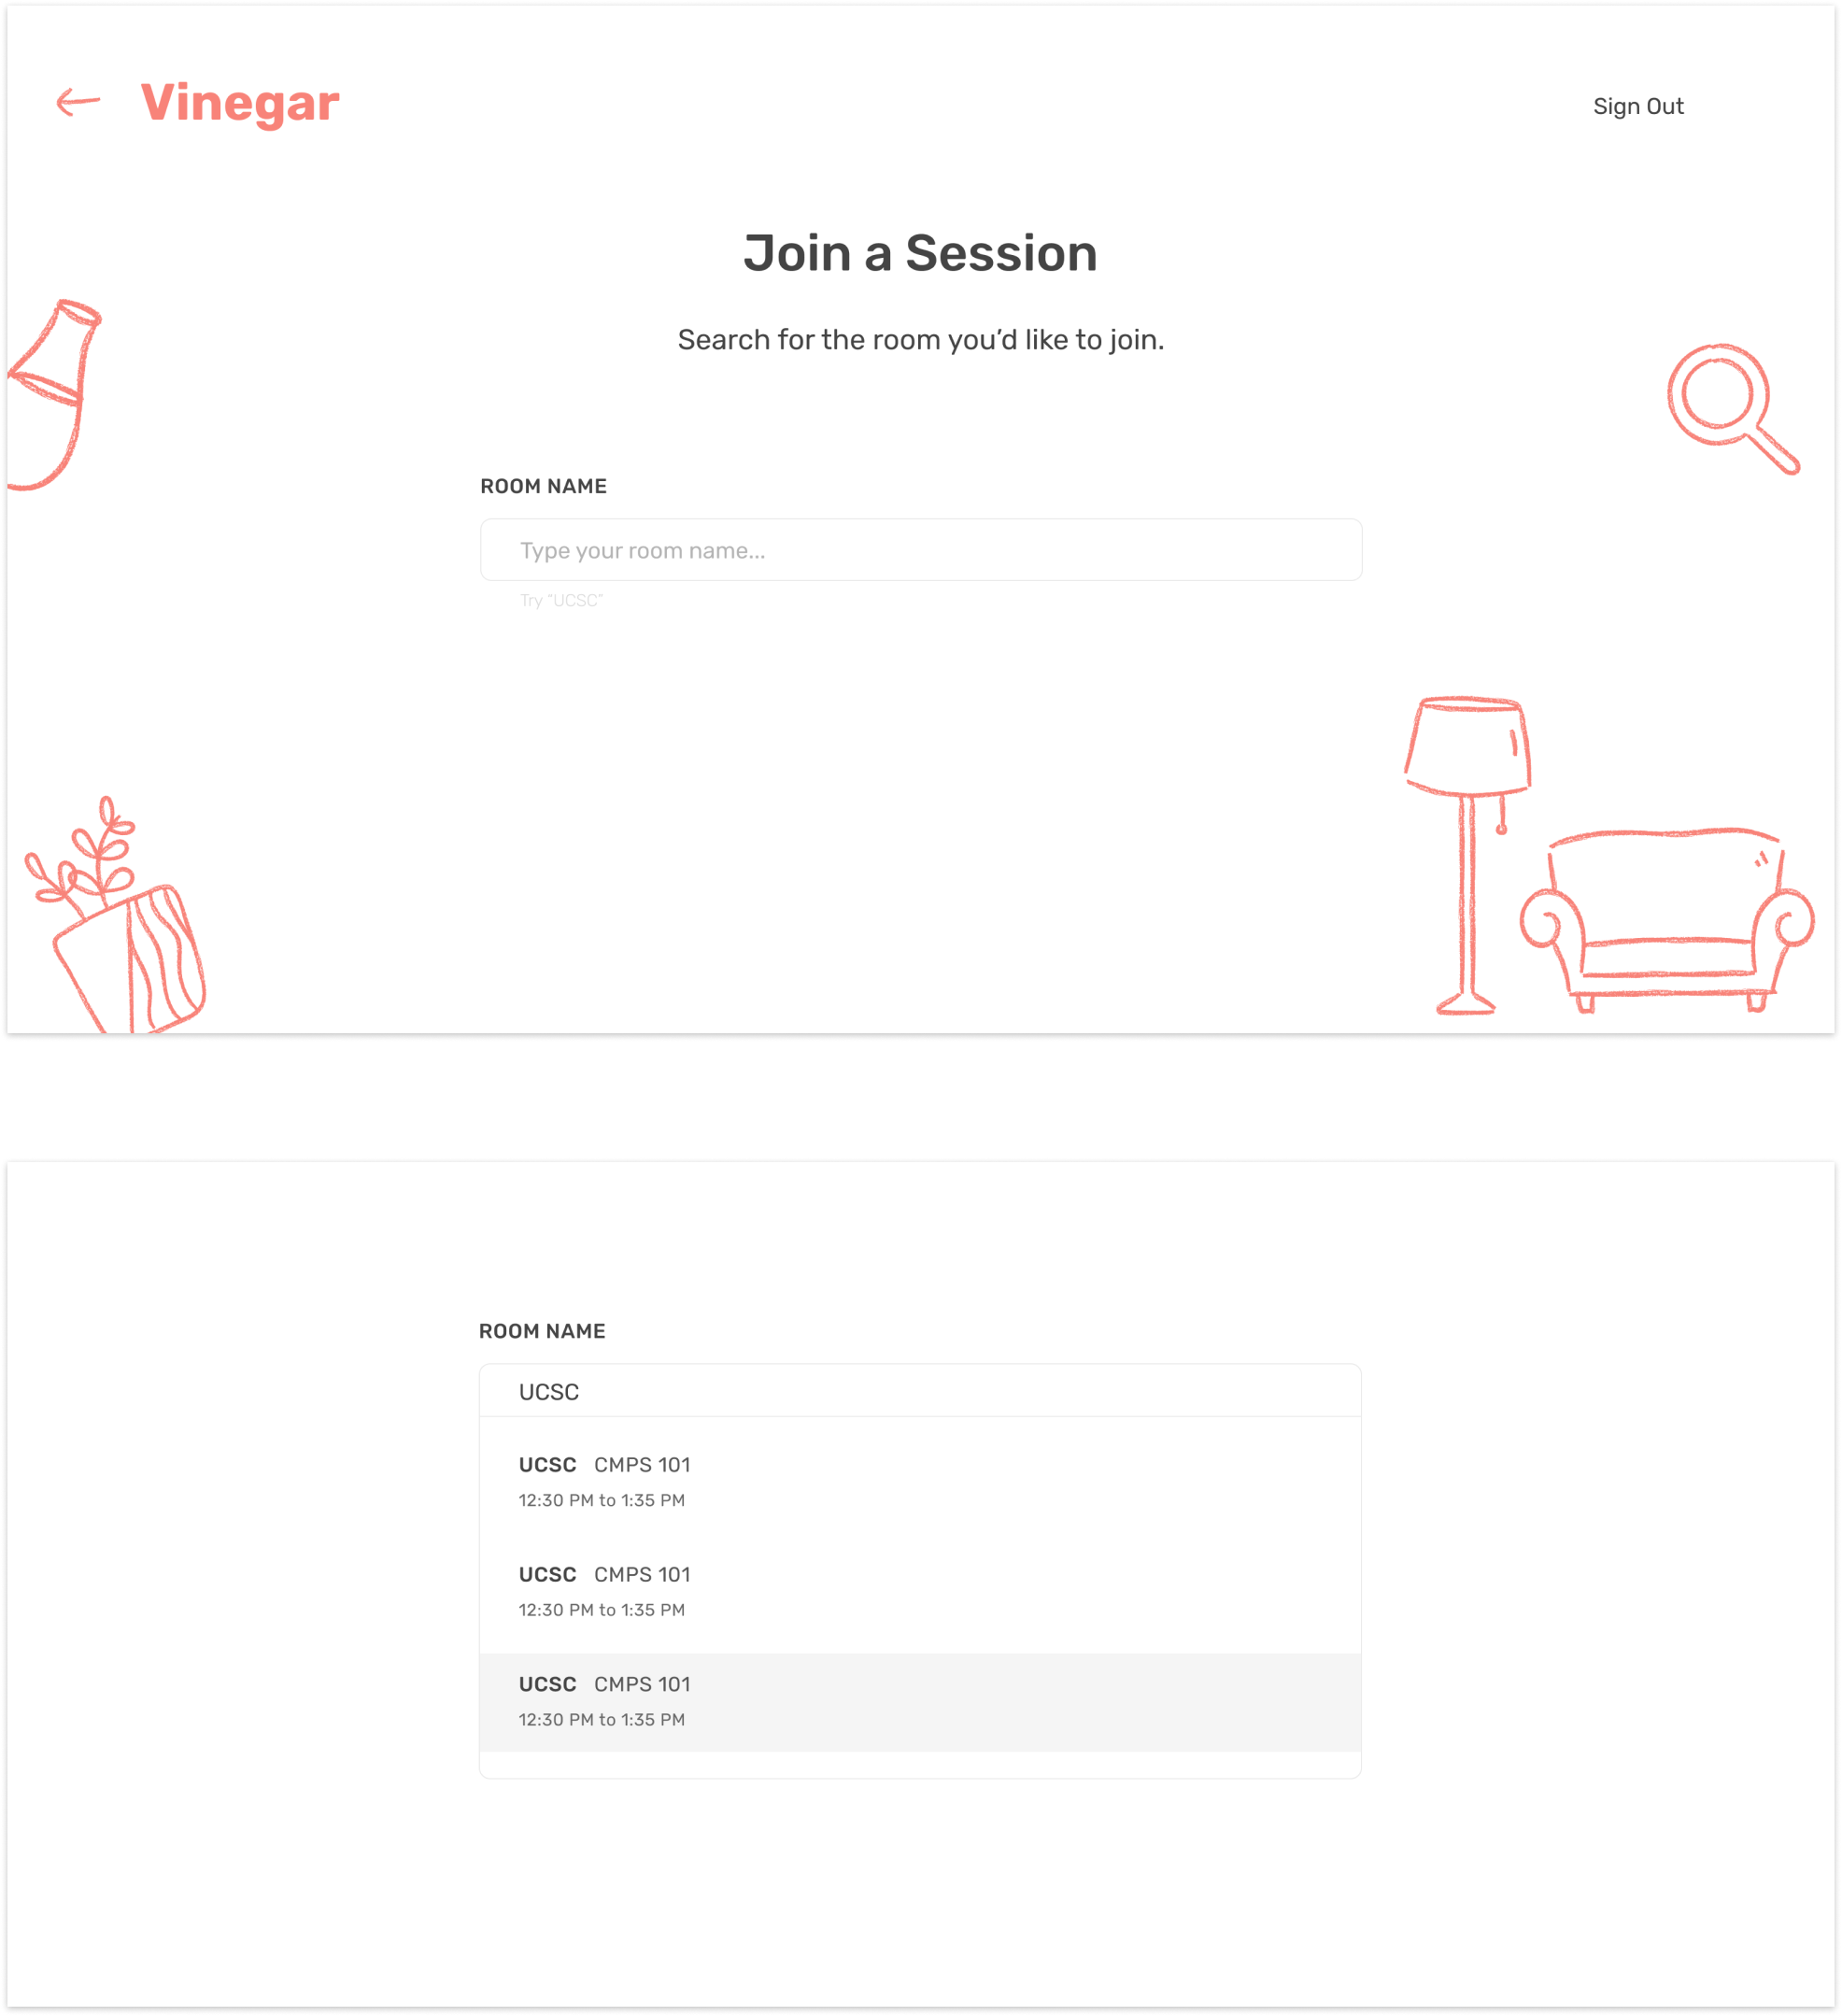 Vinegar
Sign Out
Join a Session
Search for the room you’d like to join.
ROOM NAME
Type your room name...
Try “UCSC”
ROOM NAME
UCSC
UCSC CMPS 101
12:30 PM to 1:35 PM
UCSC CMPS 101
12:30 PM to 1:35 PM
UCSC CMPS 101
12:30 PM to 1:35 PM